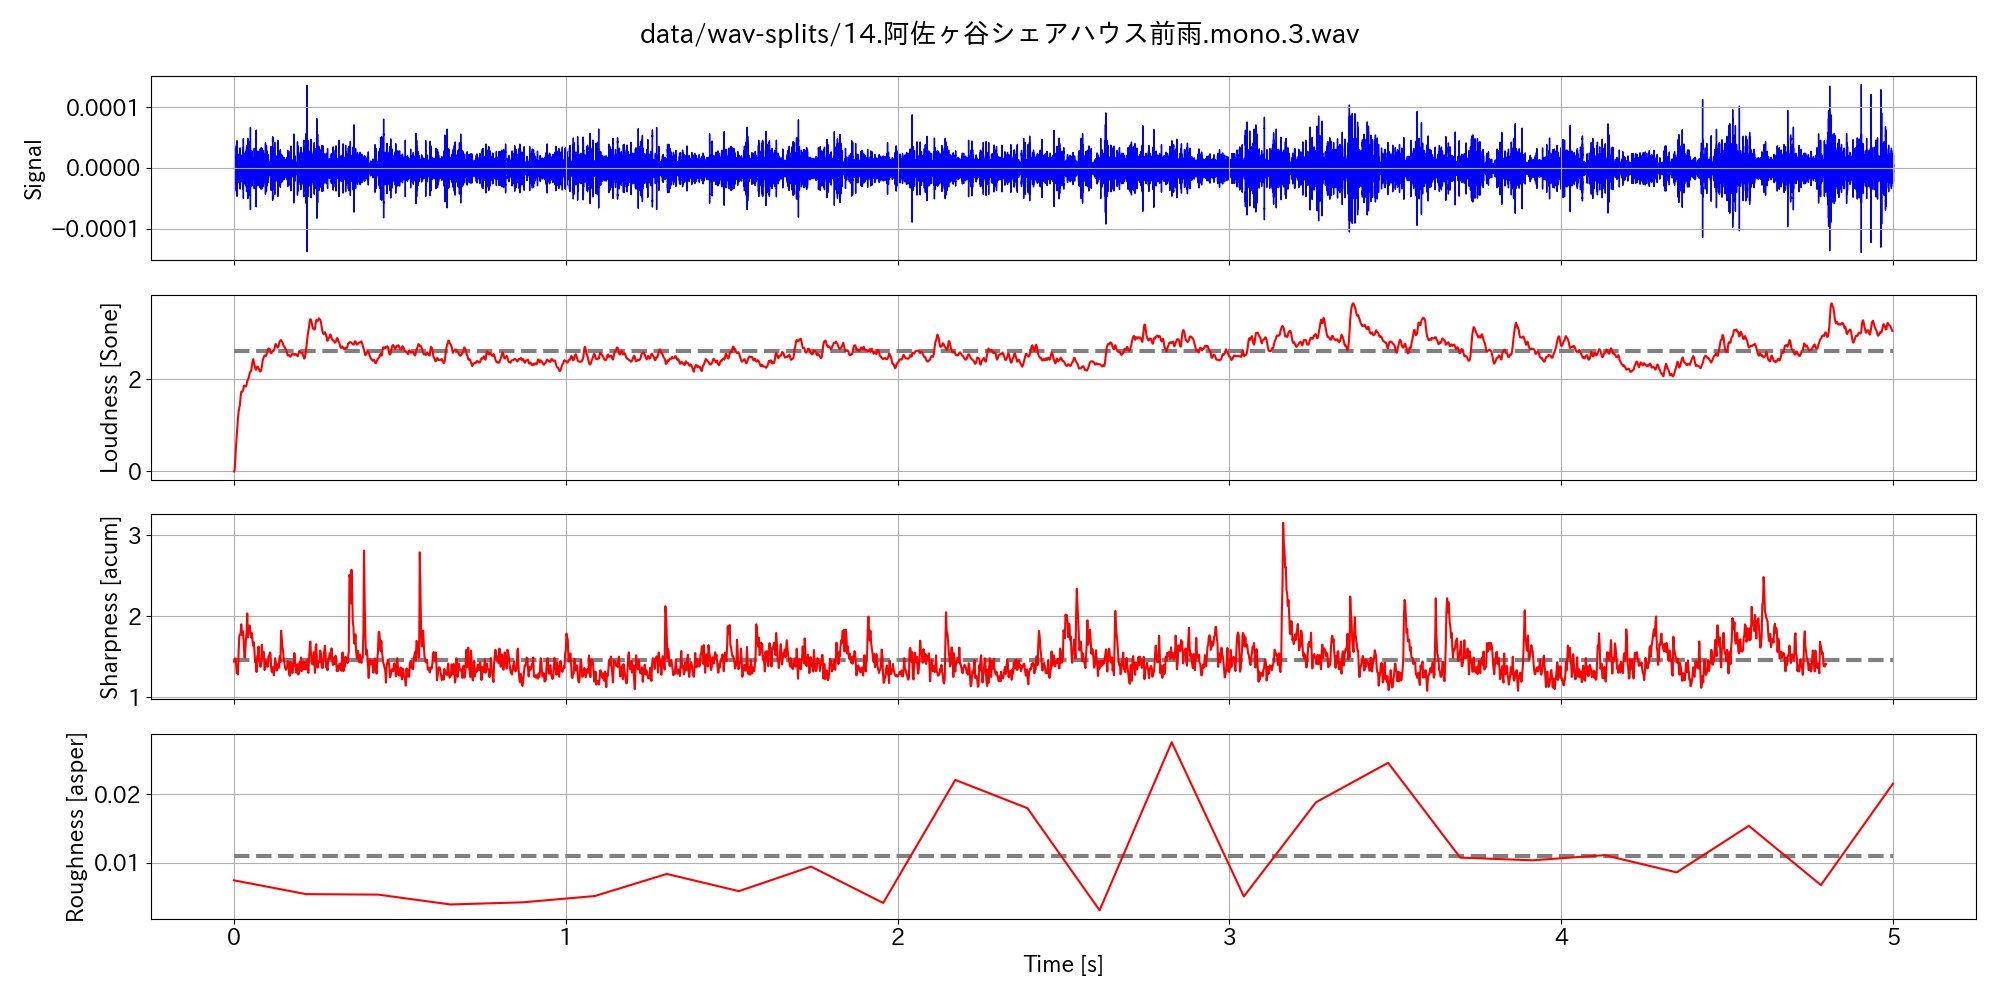 data/wav-splits/14.阿佐ヶ谷シェアハウス前雨.mono.3.wav
Signal
0.0001
0.0000
−0.0001
Loudness [Sone]
2
0
Sharpness [acum]
3
2
1
Roughness [asper]
0.02
0.01
0 1 2 3 4 5
Time [s]